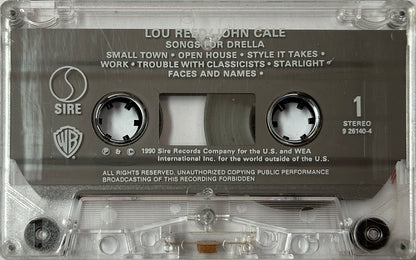 LOU REED/JOHN CALE
SONGS FOR DRELLA
SMALL TOWN • OPEN HOUSE • STYLE IT TAKES •
WORK • TROUBLE WITH CLASSICISTS • STARLIGHT •
FACES AND NAMES •
SIRE
1
STEREO
9 26140-4
WB
℗ & © 1990 Sire Records Company for the U.S. and WEA
International Inc. for the world outside of the U.S.
ALL RIGHTS RESERVED. UNAUTHORIZED COPYING PUBLIC PERFORMANCE
BROADCASTING OF THIS RECORDING FORBIDDEN